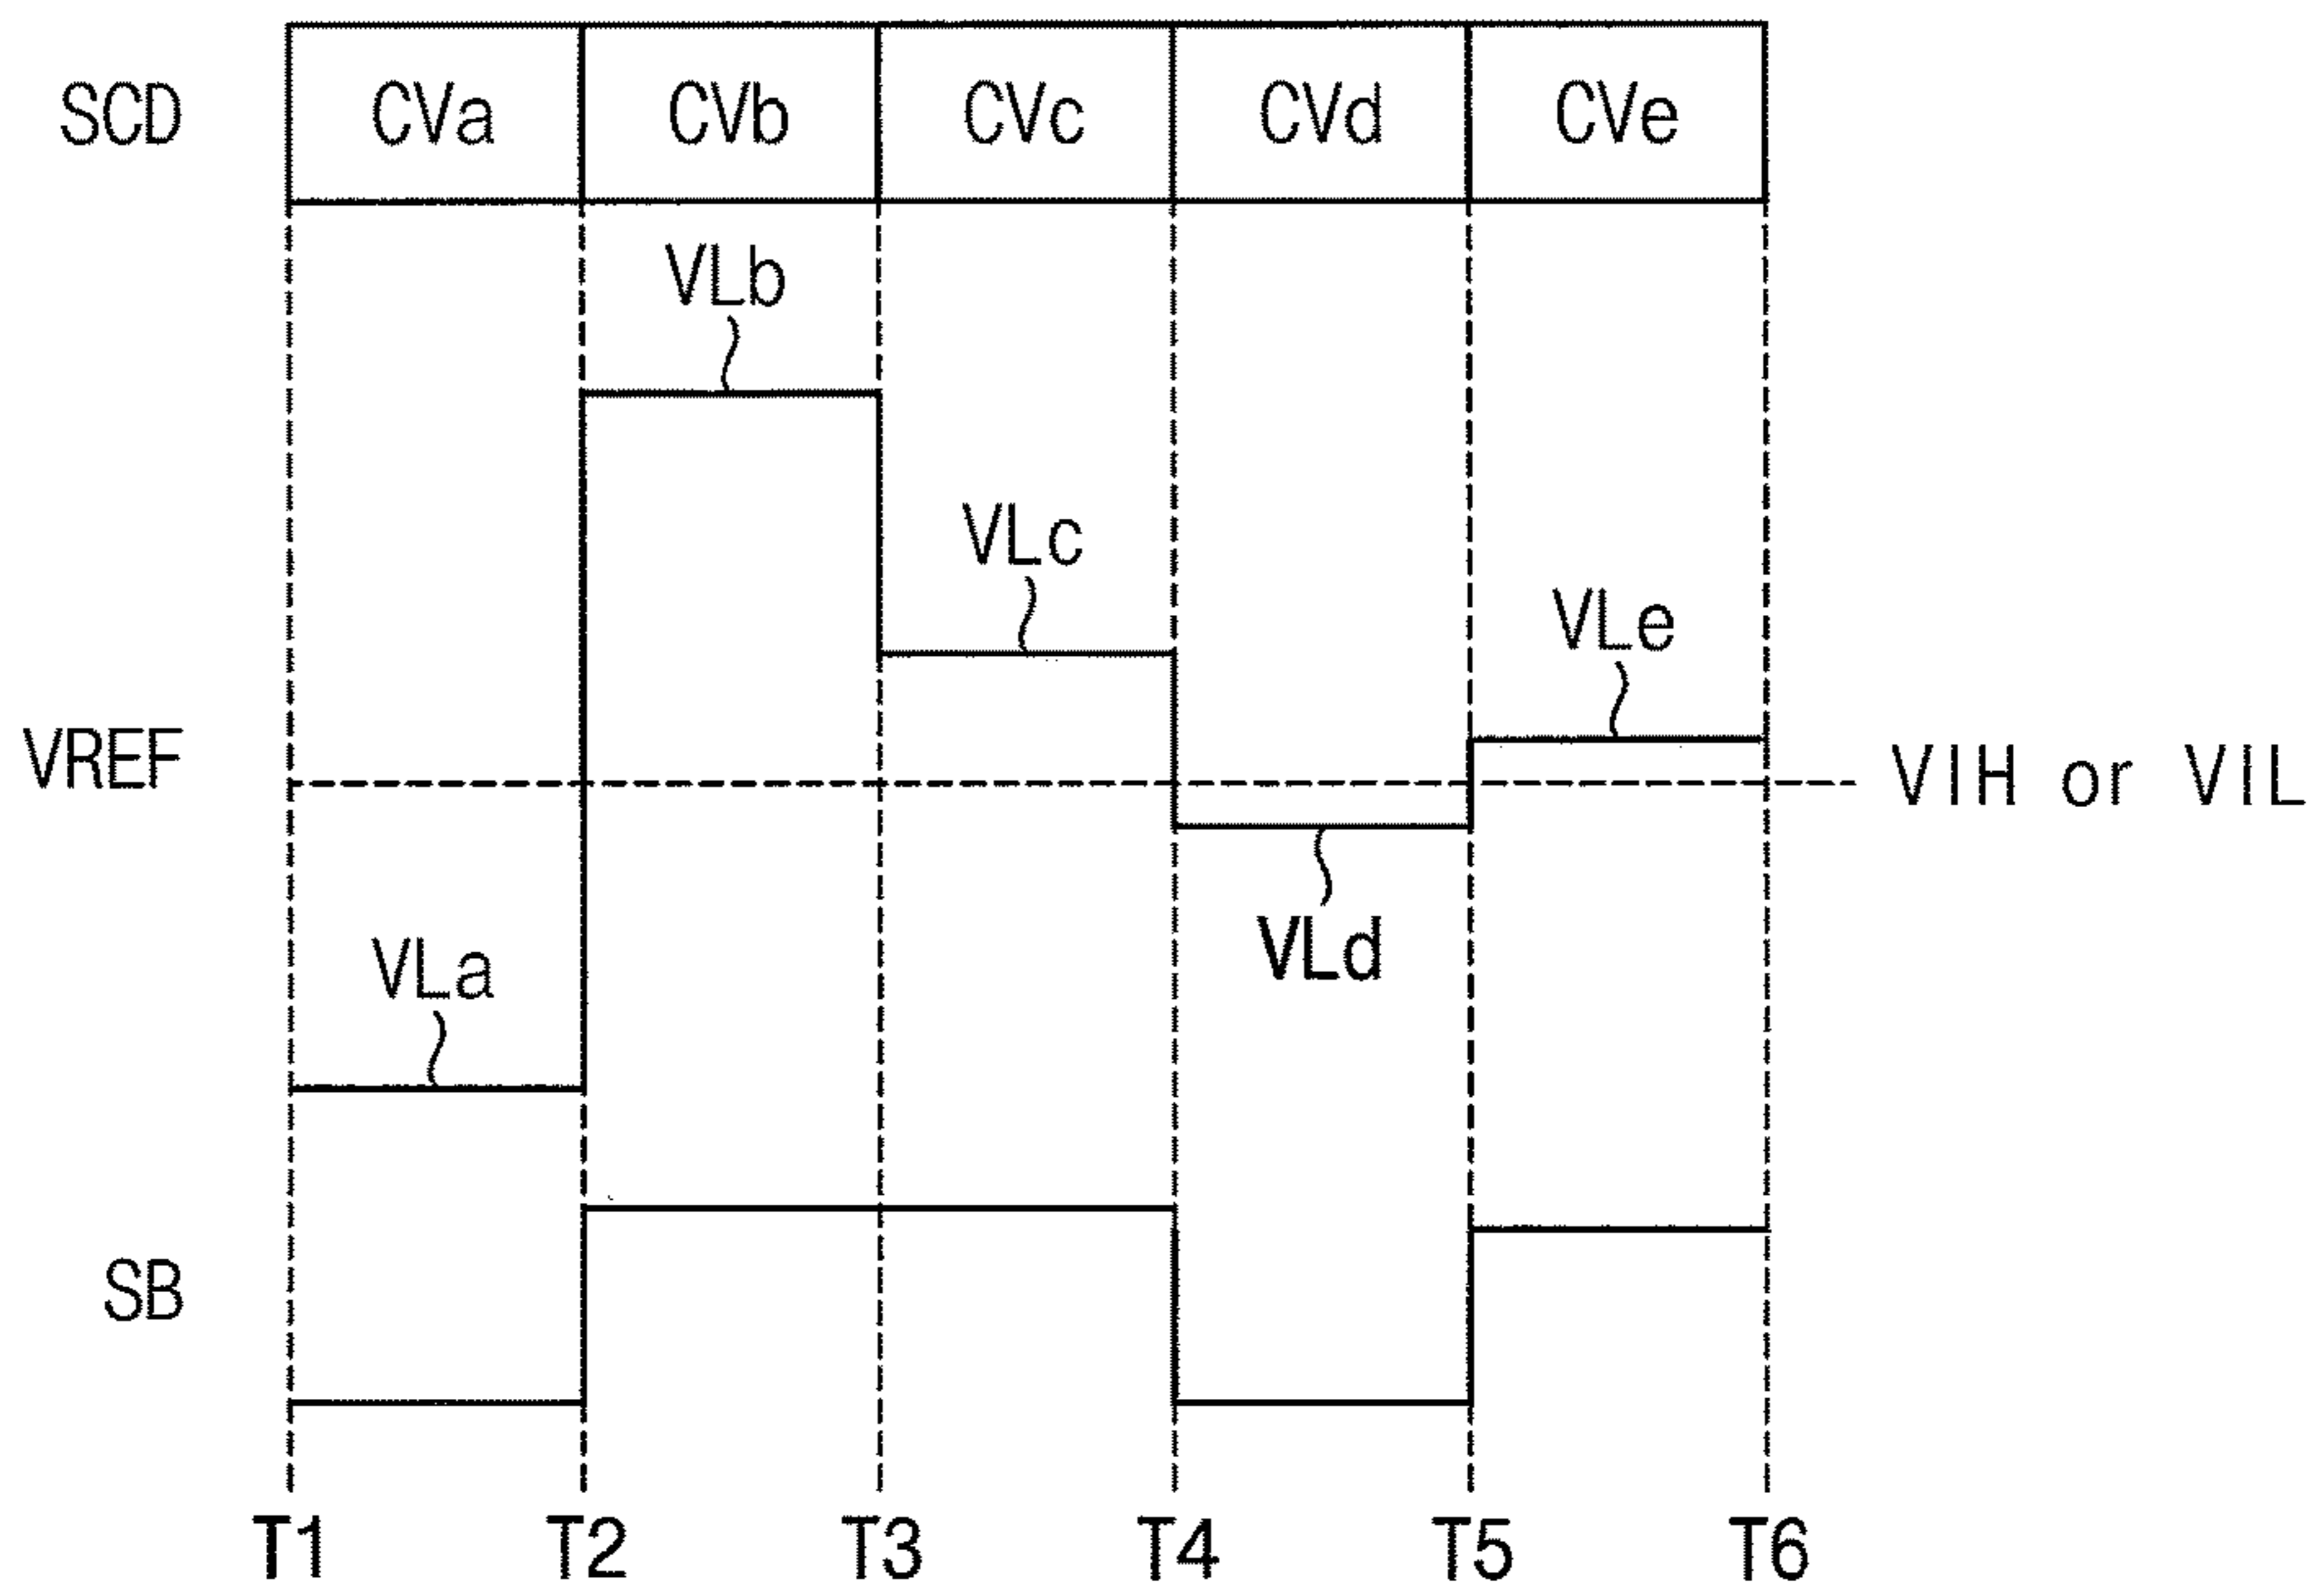 SCD CVa CVb CVc CVd CVe
VLb
VLc
VLe
VREF VIH or VIL
VLa VLd
SB
T1 T2 T3 T4 T5 T6